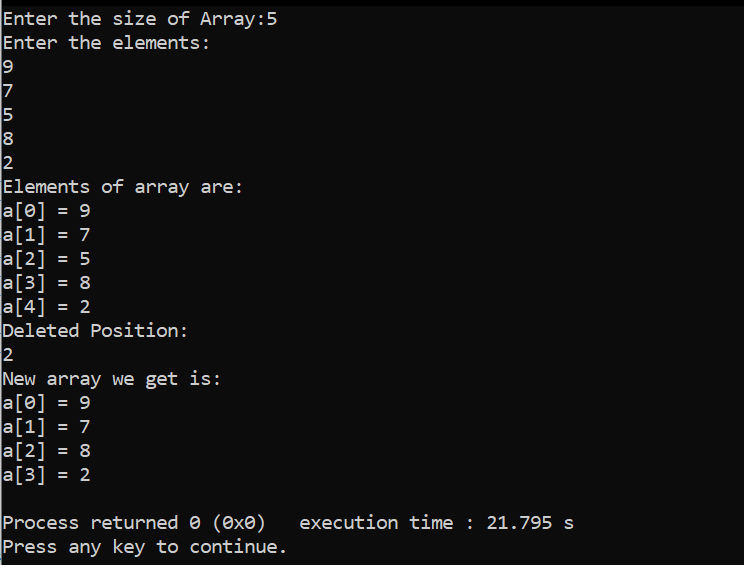 Enter the size of Array:5
Enter the elements:
9
7
5
8
2
Elements of array are:
a[0] = 9
a[1] = 7
a[2] = 5
a[3] = 8
a[4] = 2
Deleted Position:
2
New array we get is:
a[0] = 9
a[1] = 7
a[2] = 8
a[3] = 2
Process returned 0 (0x0)   execution time : 21.795 s
Press any key to continue.